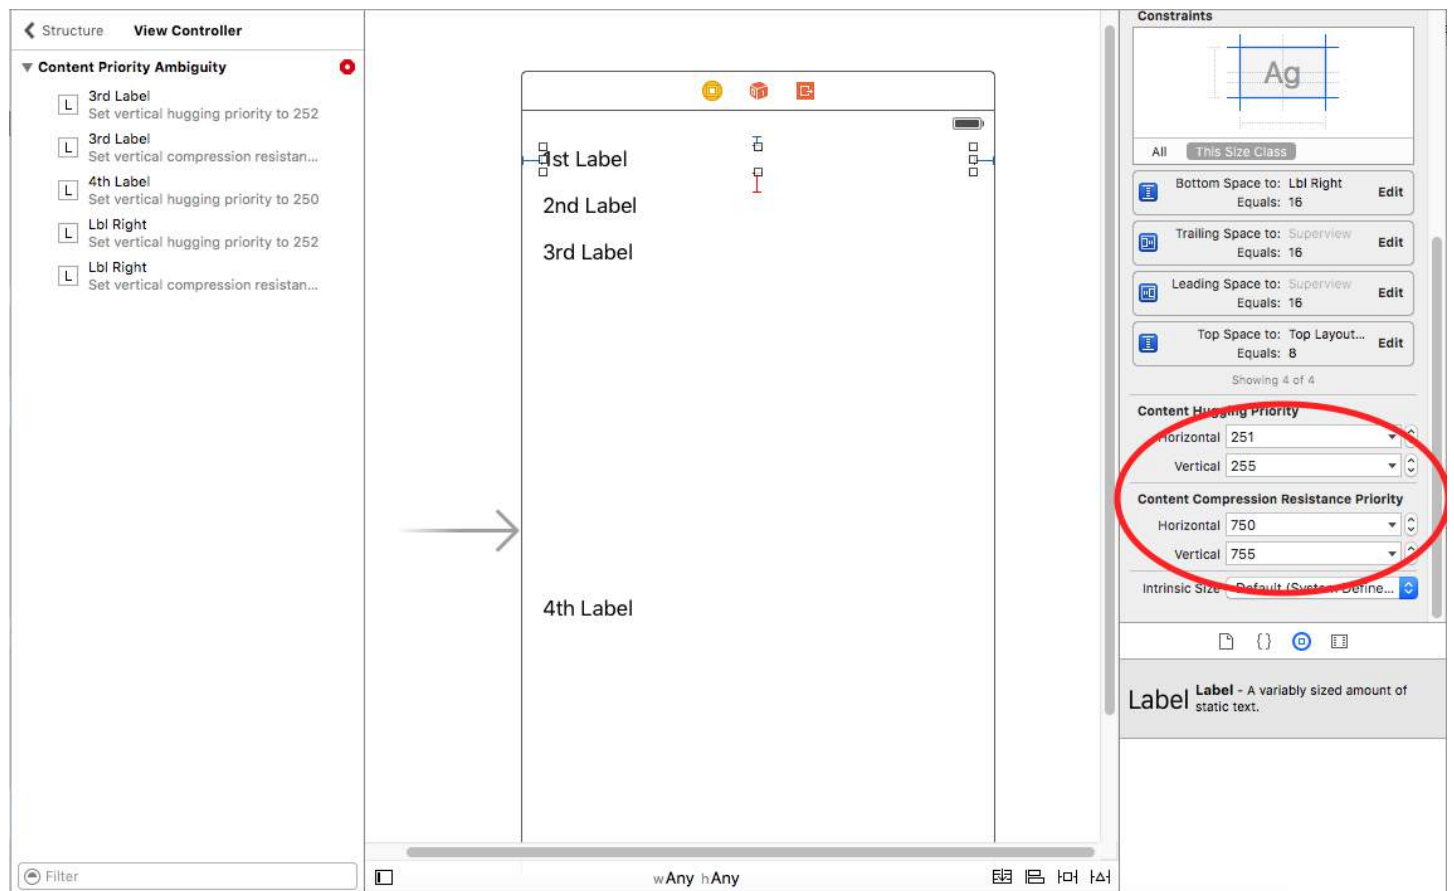 Structure View Controller
Content Priority Ambiguity
L 3rd Label
Set vertical hugging priority to 252
L 3rd Label
Set vertical compression resistan...
L 4th Label
Set vertical hugging priority to 250
L Lbl Right
Set vertical hugging priority to 252
L Lbl Right
Set vertical compression resistan...
Filter
1st Label
2nd Label
3rd Label
4th Label
wAny hAny
Constraints
Ag
All This Size Class
Bottom Space to: Lbl Right
Equals: 16
Edit
Trailing Space to: Superview
Equals: 16
Edit
Leading Space to: Superview
Equals: 16
Edit
Top Space to: Top Layout...
Equals: 8
Edit
Showing 4 of 4
Content Hugging Priority
Horizontal 251
Vertical 255
Content Compression Resistance Priority
Horizontal 750
Vertical 755
Intrinsic Size Default (System Define...
{}
Label Label - A variably sized amount of
static text.